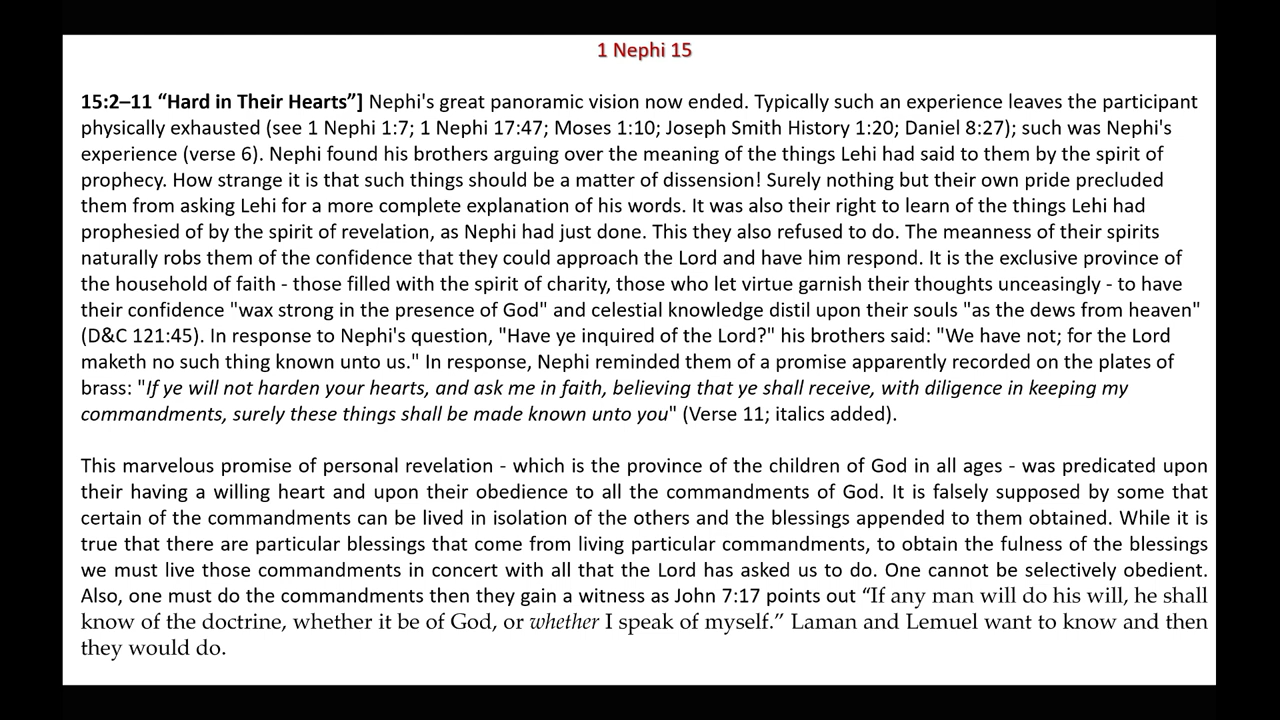 1 Nephi 15
15:2–11 “Hard in Their Hearts”] Nephi's great panoramic vision now ended. Typically such an experience leaves the participant
physically exhausted (see 1 Nephi 1:7; 1 Nephi 17:47; Moses 1:10; Joseph Smith History 1:20; Daniel 8:27); such was Nephi's
experience (verse 6). Nephi found his brothers arguing over the meaning of the things Lehi had said to them by the spirit of
prophecy. How strange it is that such things should be a matter of dissension! Surely nothing but their own pride precluded
them from asking Lehi for a more complete explanation of his words. It was also their right to learn of the things Lehi had
prophesied of by the spirit of revelation, as Nephi had just done. This they also refused to do. The meanness of their spirits
naturally robs them of the confidence that they could approach the Lord and have him respond. It is the exclusive province of
the household of faith - those filled with the spirit of charity, those who let virtue garnish their thoughts unceasingly - to have
their confidence "wax strong in the presence of God" and celestial knowledge distil upon their souls "as the dews from heaven"
(D&C 121:45). In response to Nephi's question, "Have ye inquired of the Lord?" his brothers said: "We have not; for the Lord
maketh no such thing known unto us." In response, Nephi reminded them of a promise apparently recorded on the plates of
brass: "If ye will not harden your hearts, and ask me in faith, believing that ye shall receive, with diligence in keeping my
commandments, surely these things shall be made known unto you" (Verse 11; italics added).
This marvelous promise of personal revelation - which is the province of the children of God in all ages - was predicated upon
their having a willing heart and upon their obedience to all the commandments of God. It is falsely supposed by some that
certain of the commandments can be lived in isolation of the others and the blessings appended to them obtained. While it is
true that there are particular blessings that come from living particular commandments, to obtain the fulness of the blessings
we must live those commandments in concert with all that the Lord has asked us to do. One cannot be selectively obedient.
Also, one must do the commandments then they gain a witness as John 7:17 points out “If any man will do his will, he shall
know of the doctrine, whether it be of God, or whether I speak of myself.” Laman and Lemuel want to know and then
they would do.